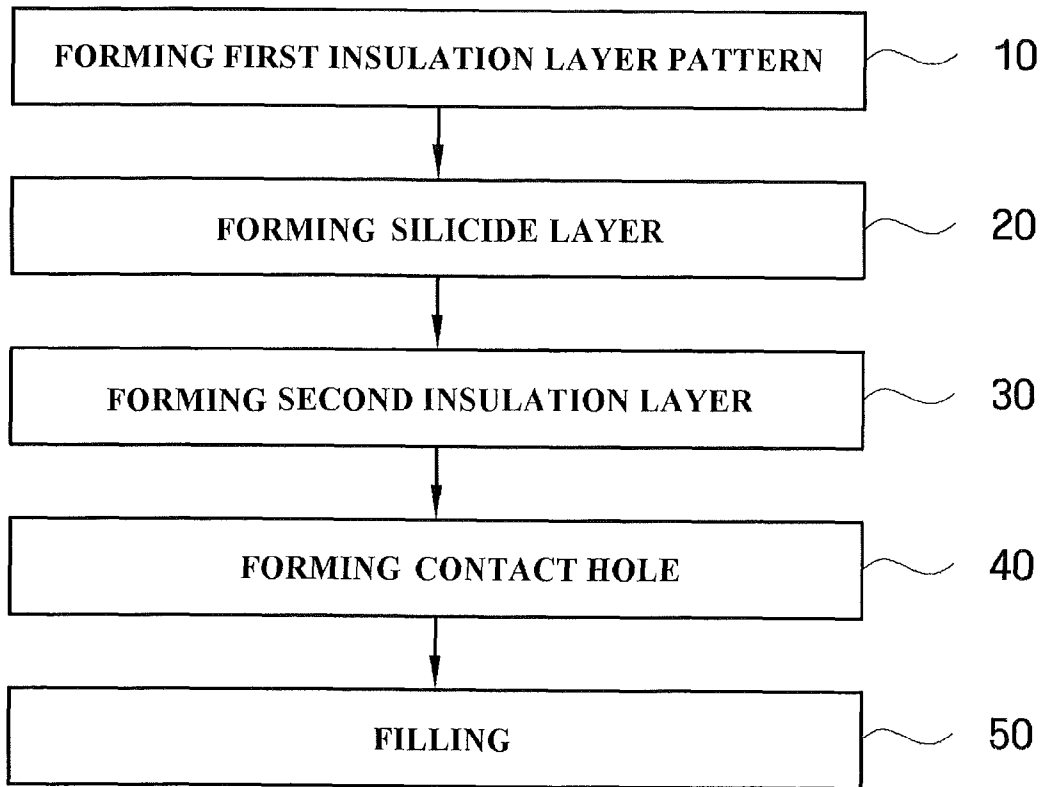 FORMING FIRST INSULATION LAYER PATTERN 10
FORMING SILICIDE LAYER 20
FORMING SECOND INSULATION LAYER 30
FORMING CONTACT HOLE 40
FILLING 50